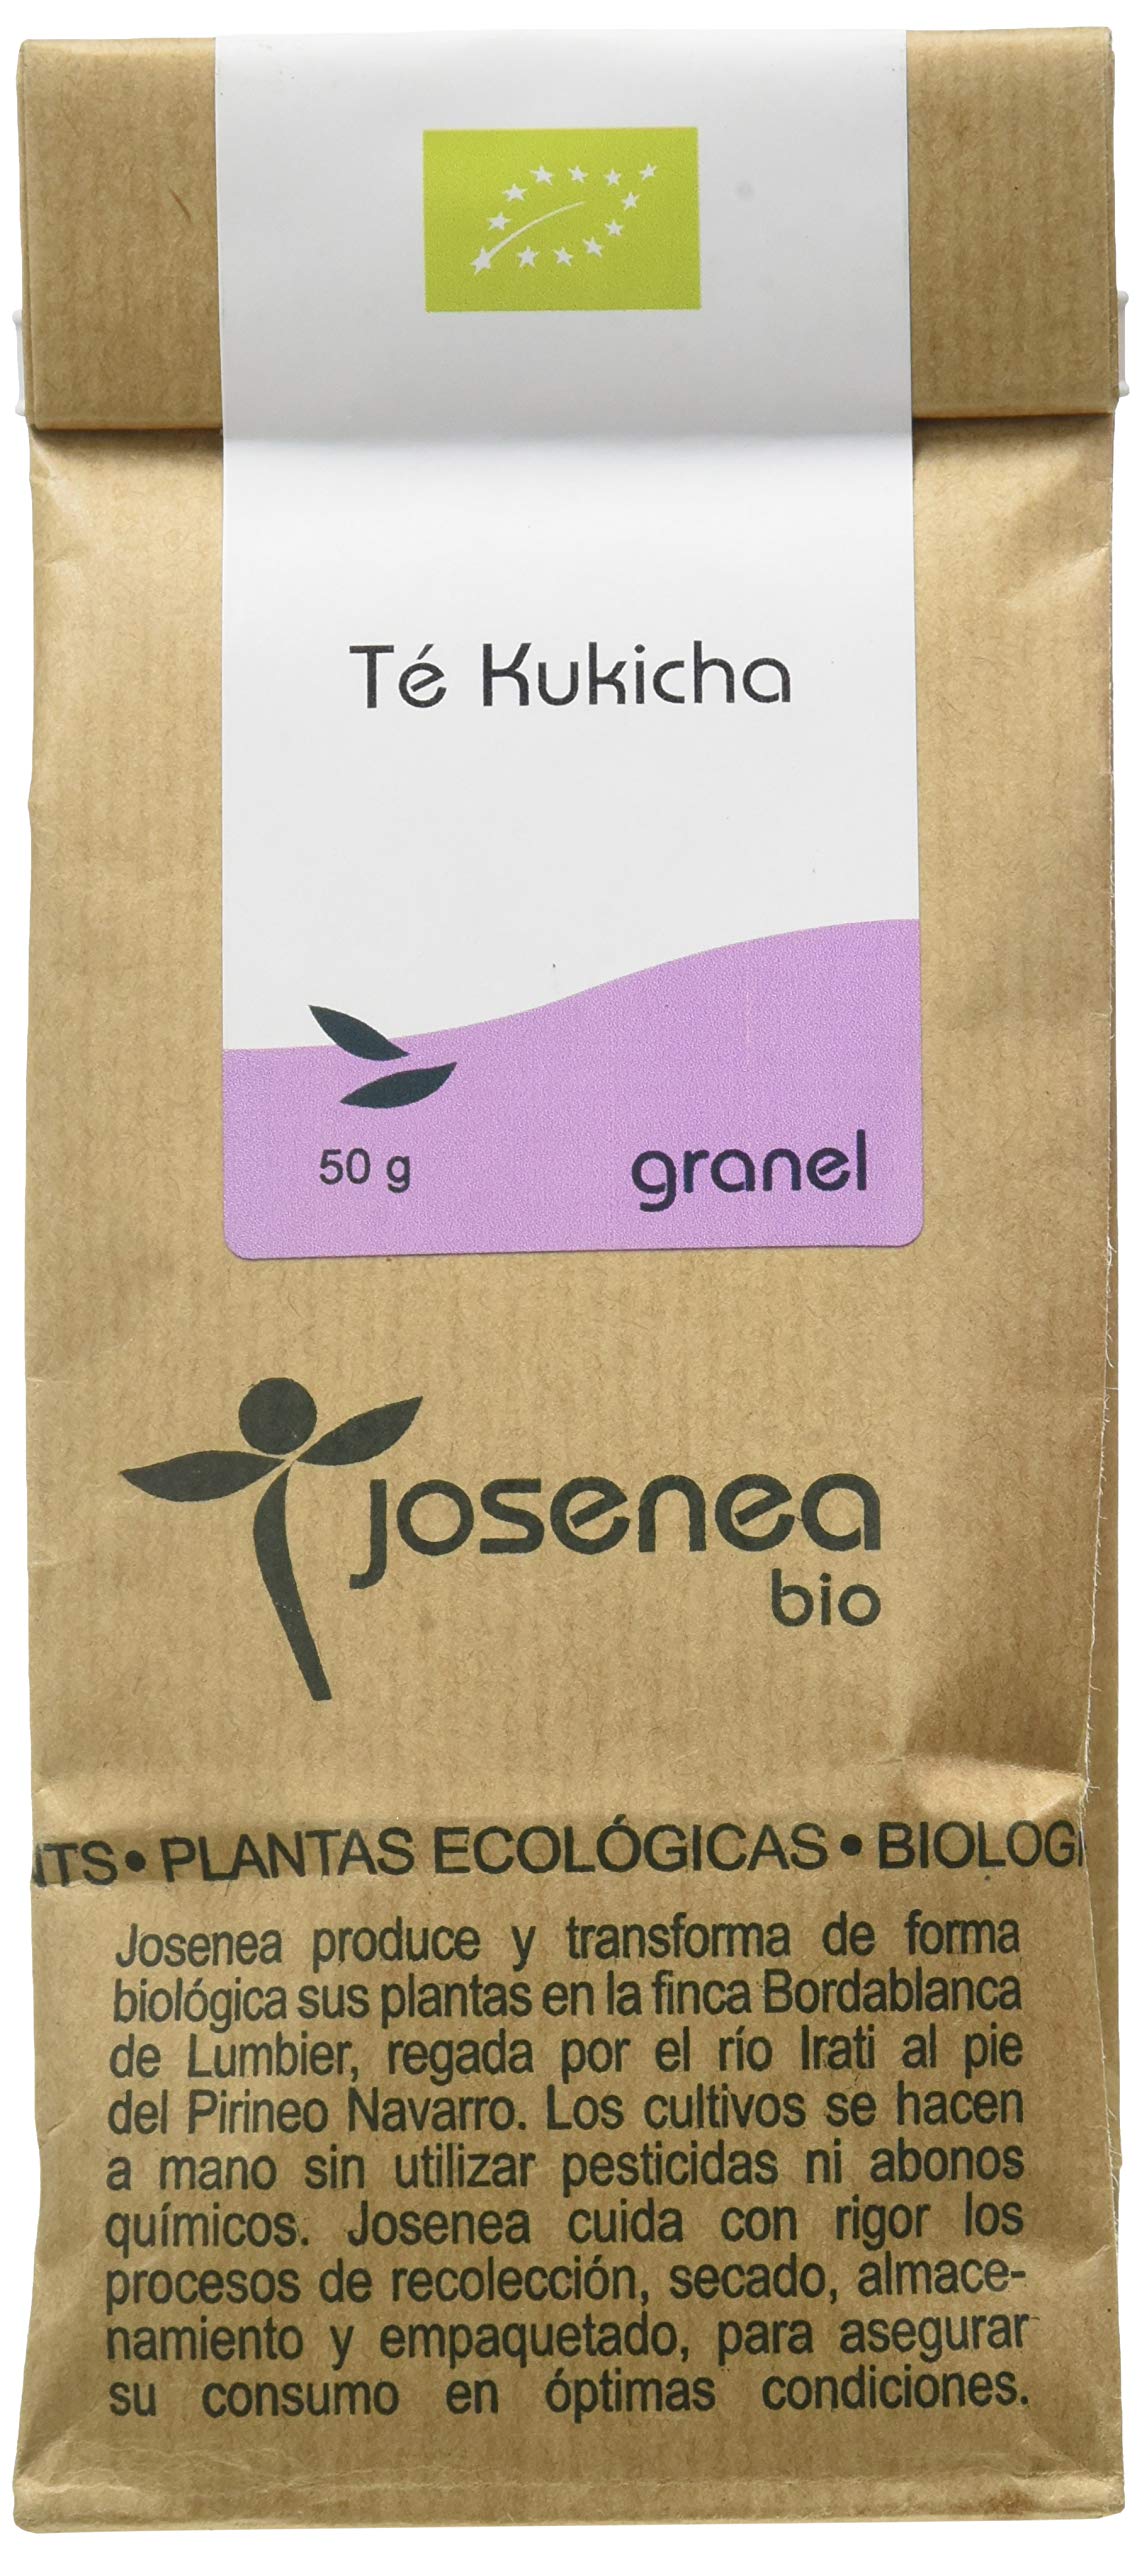 Té Kukicha
50 g granel
Josenea
bio
PLANTAS ECOLÓGICAS •
Josenea produce y transforma de forma
biológica sus plantas en la finca Bordablanca
de Lumbier, regada por el río Irati al pie
del Pirineo Navarro. Los cultivos se hacen
a mano sin utilizar pesticidas ni abonos
químicos. Josenea cuida con rigor los
procesos de recolección, secado, almace-
namiento y empaquetado, para asegurar
su consumo en óptimas condiciones.